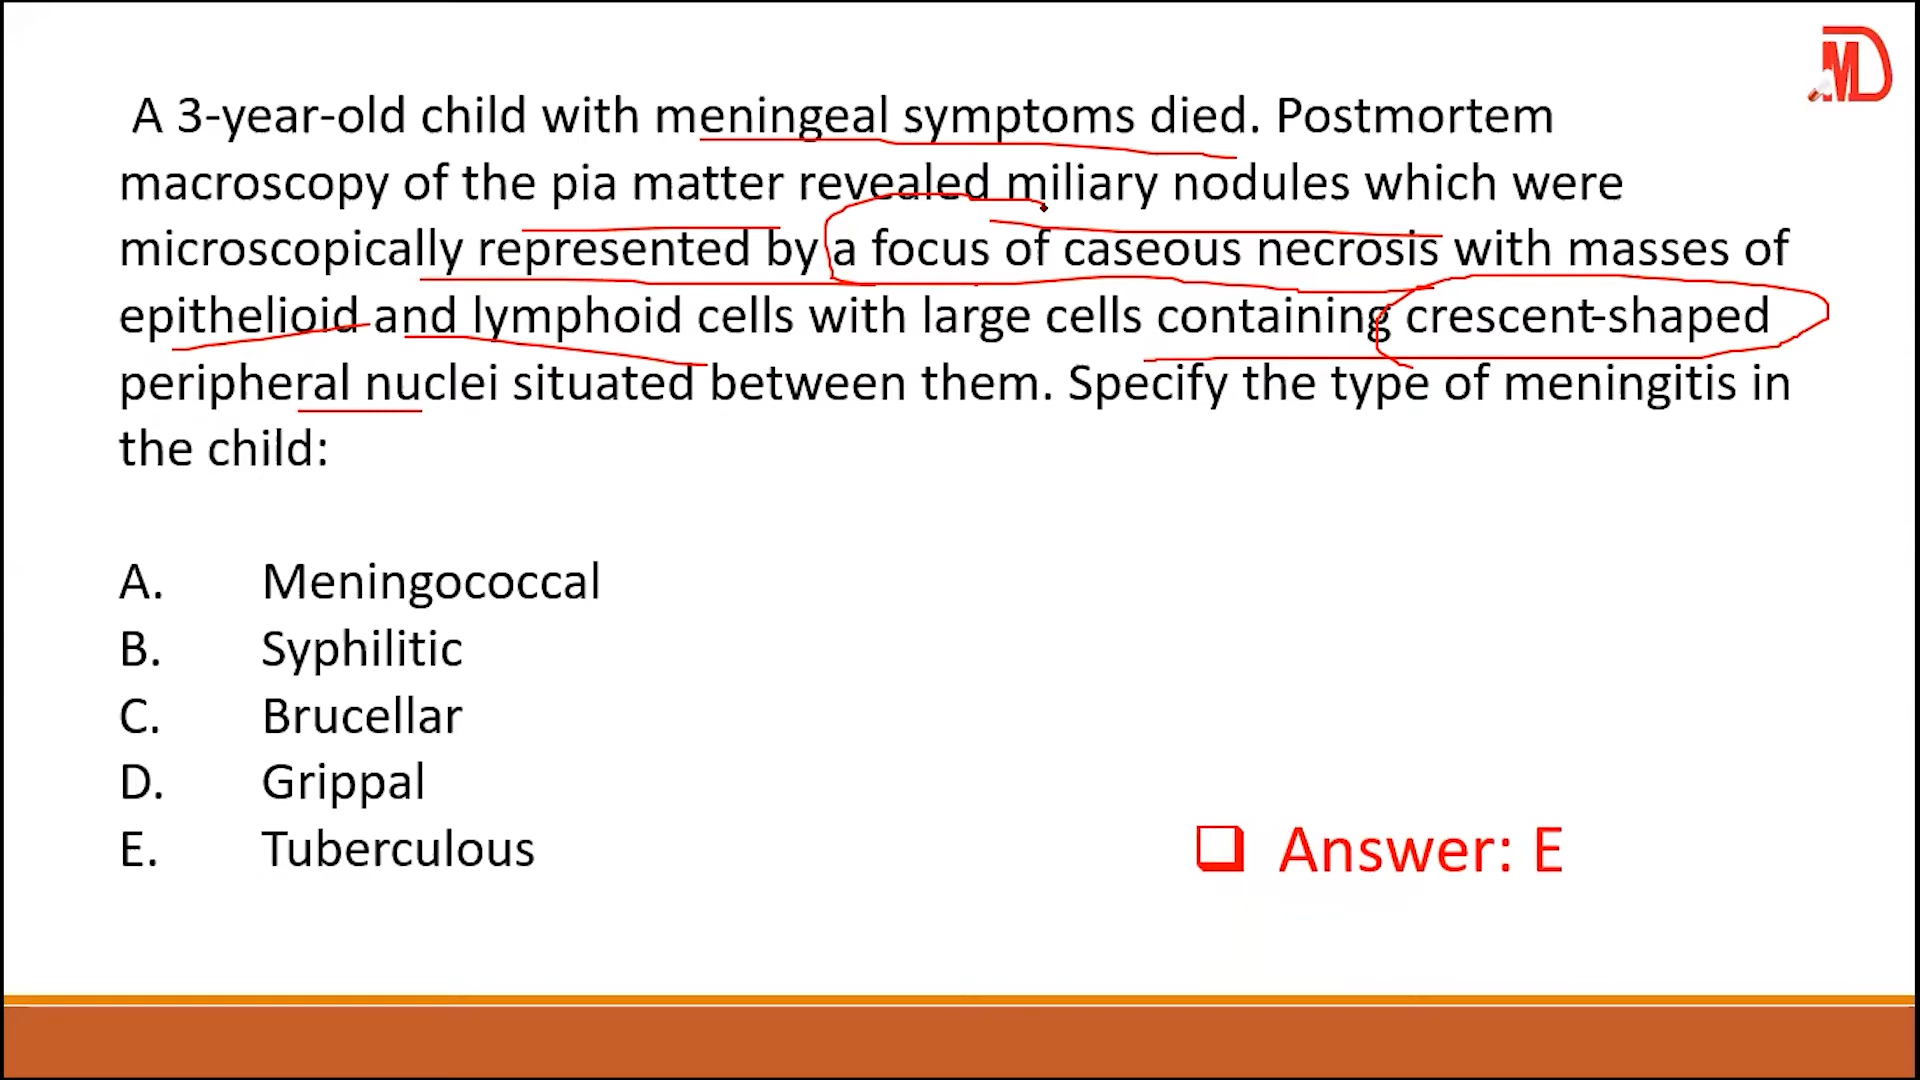 A 3-year-old child with meningeal symptoms died. Postmortem
macroscopy of the pia matter revealed miliary nodules which were
microscopically represented by a focus of caseous necrosis with masses of
epithelioid and lymphoid cells with large cells containing crescent-shaped
peripheral nuclei situated between them. Specify the type of meningitis in
the child:
A. Meningococcal
B. Syphilitic
C. Brucellar
D. Grippal
E. Tuberculous
❑ Answer: E
MD